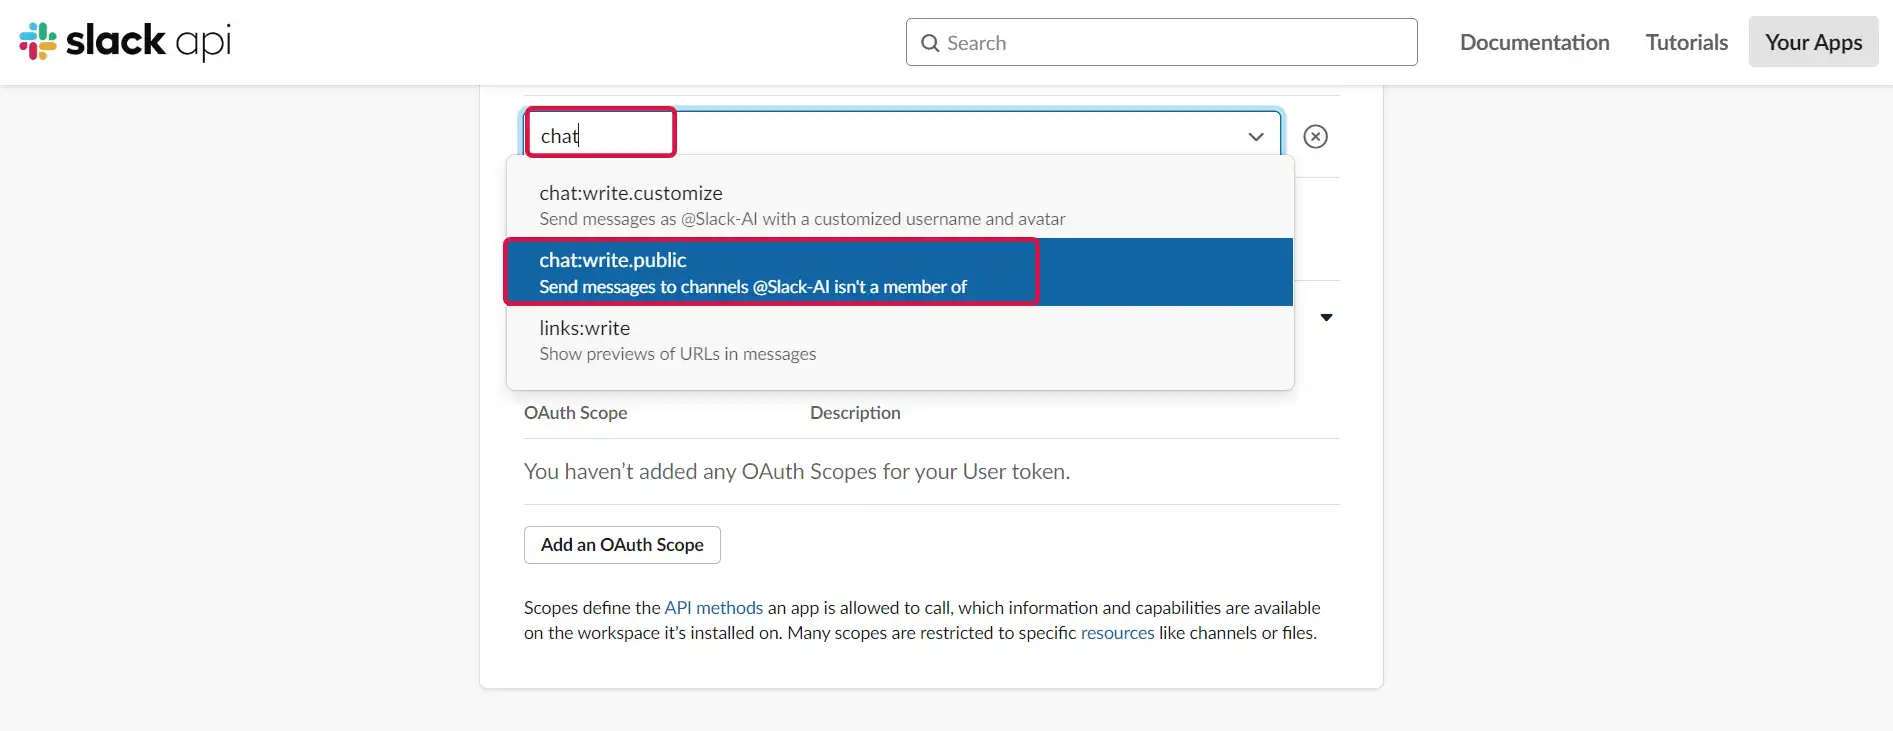 slack api
Search
Documentation
Tutorials
Your Apps
chat
chat:write.customize
Send messages as @Slack-AI with a customized username and avatar
chat:write.public
Send messages to channels @Slack-AI isn't a member of
links:write
Show previews of URLs in messages
OAuth Scope
Description
You haven’t added any OAuth Scopes for your User token.
Add an OAuth Scope
Scopes define the API methods an app is allowed to call, which information and capabilities are available
on the workspace it’s installed on. Many scopes are restricted to specific resources like channels or files.